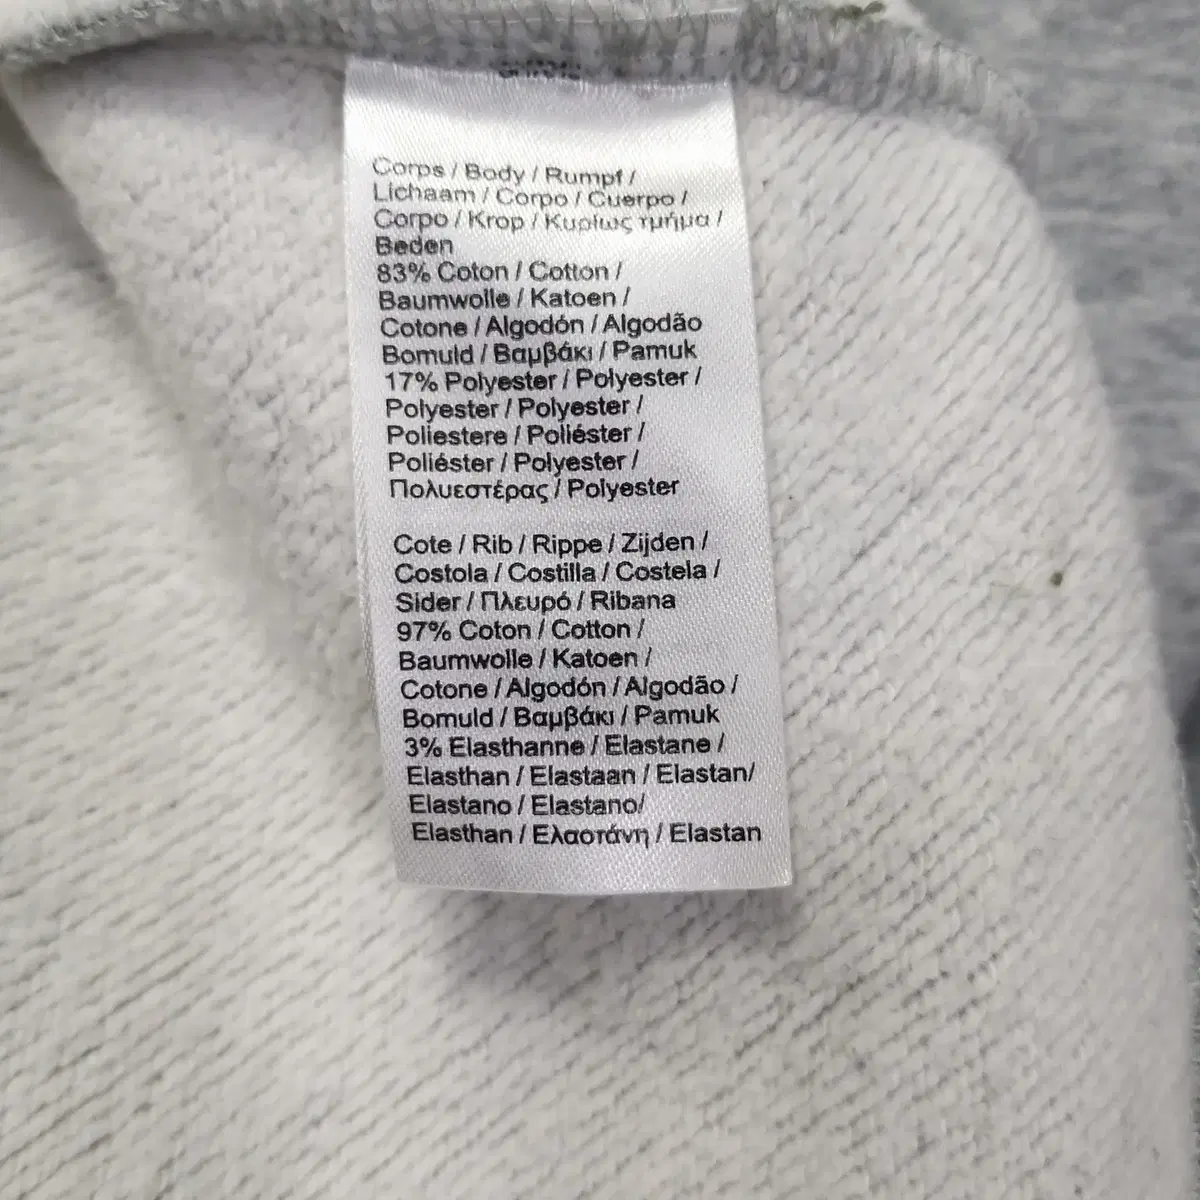 Corps / Body / Rumpf /
Lichaam / Corpo / Cuerpo /
Corpo / Krop / Κυρίως τμήμα /
Beden
83% Coton / Cotton /
Baumwolle / Katoen /
Cotone / Algodón / Algodão
Bomuld / Βαμβάκι / Pamuk
17% Polyester / Polyester /
Polyester / Polyester /
Poliestere / Poliéster /
Poliéster / Polyester /
Πολυεστέρας / Polyester
Cote / Rib / Rippe / Zijden /
Costola / Costilla / Costela /
Sider / Πλευρό / Ribana
97% Coton / Cotton /
Baumwolle / Katoen /
Cotone / Algodón / Algodão /
Bomuld / Βαμβάκι / Pamuk
3% Elasthanne / Elastane /
Elasthan / Elastaan / Elastan/
Elastano / Elastano/
Elasthan / Ελαστάνη / Elastan